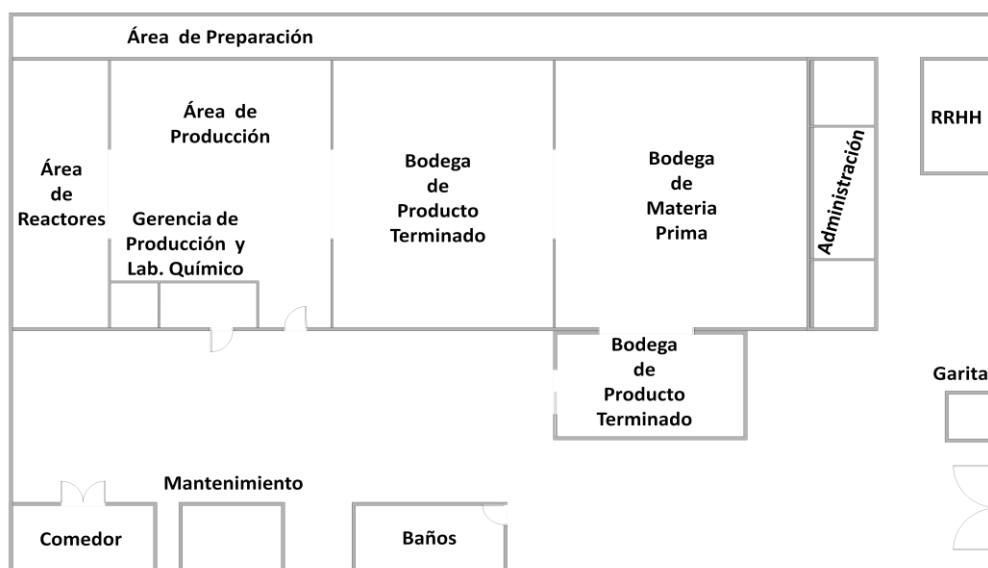 Área de Preparación
Área de
Producción
Área
de
Reactores
Gerencia de
Producción y
Lab. Químico
Bodega
de
Producto
Terminado
Bodega
de
Materia
Prima
Administración
RRHH
Bodega
de
Producto
Terminado
Garita
Mantenimiento
Comedor
Baños